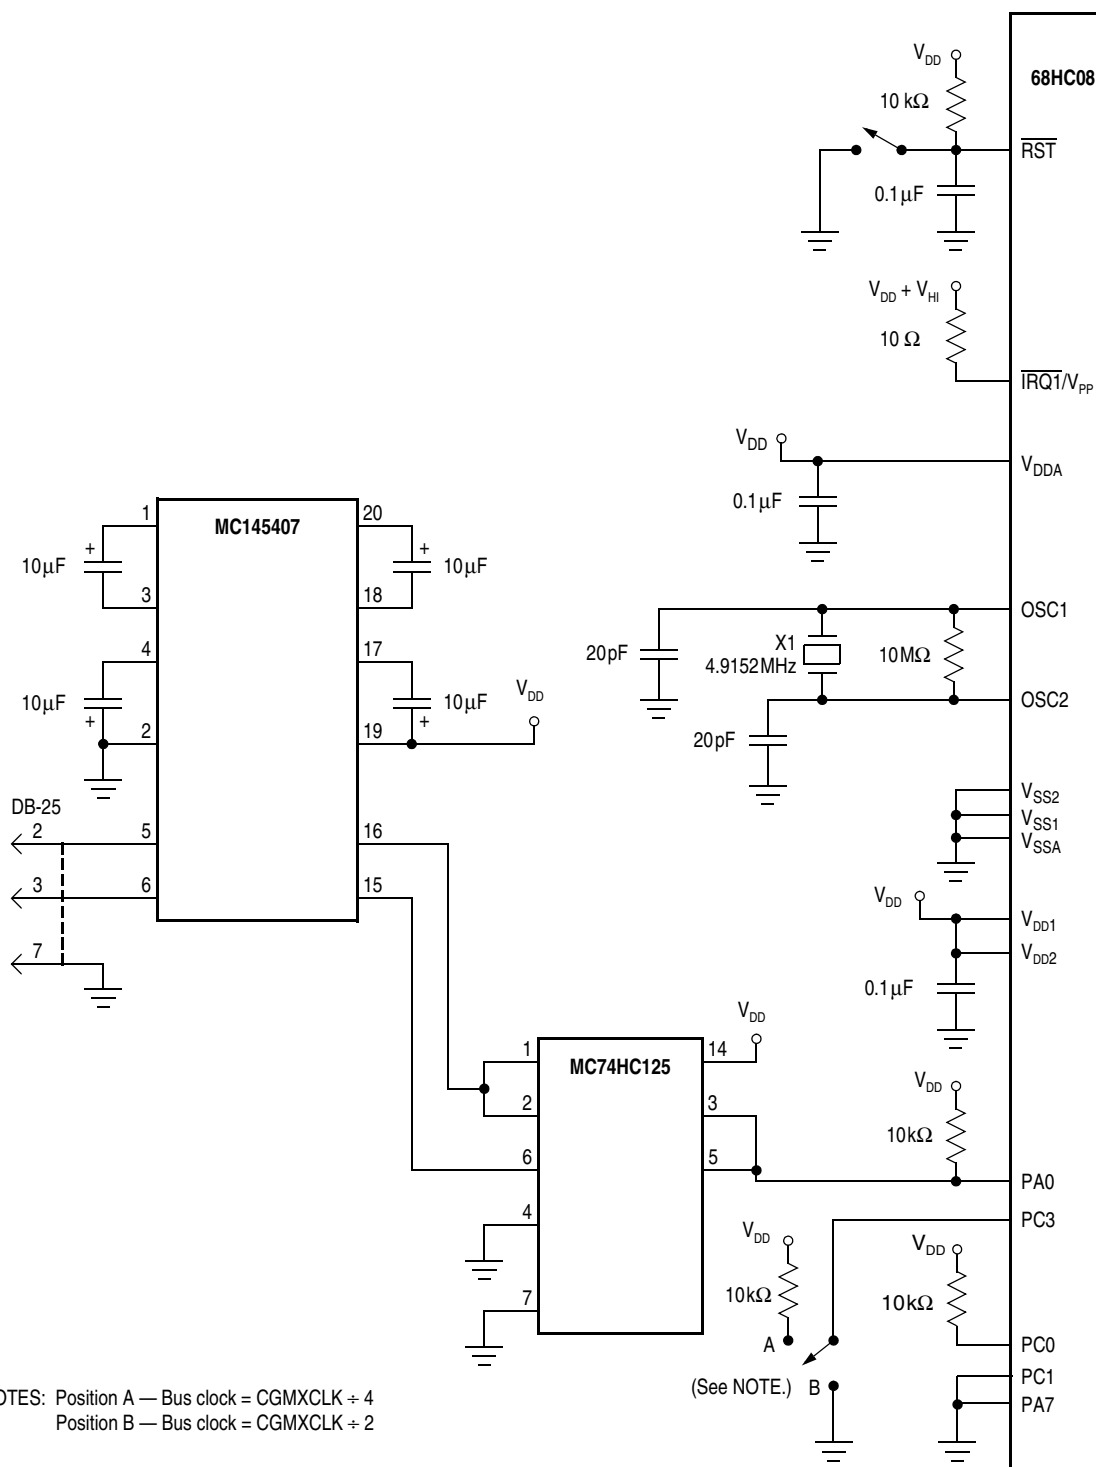 V_DD
68HC08
10 kΩ
RST
0.1µF
V_DD + V_HI
10 Ω
IRQ1/V_PP
V_DD
V_DDA
0.1µF
MC145407
1
20
10µF
+
+
10µF
3
18
4
17
10µF
+
+
10µF
V_DD
2
19
OSC1
20pF
X1
4.9152MHz
10MΩ
OSC2
20pF
DB-25
2
5
16
3
6
15
7
V_SS2
V_SS1
V_SSA
V_DD
V_DD1
V_DD2
0.1µF
V_DD
MC74HC125
1
14
2
3
6
5
4
7
V_DD
10kΩ
PA0
PC3
V_DD
10kΩ
V_DD
10kΩ
A
PC0
(See NOTE.)
B
PC1
PA7
OTES: Position A — Bus clock = CGMXCLK ÷ 4
Position B — Bus clock = CGMXCLK ÷ 2